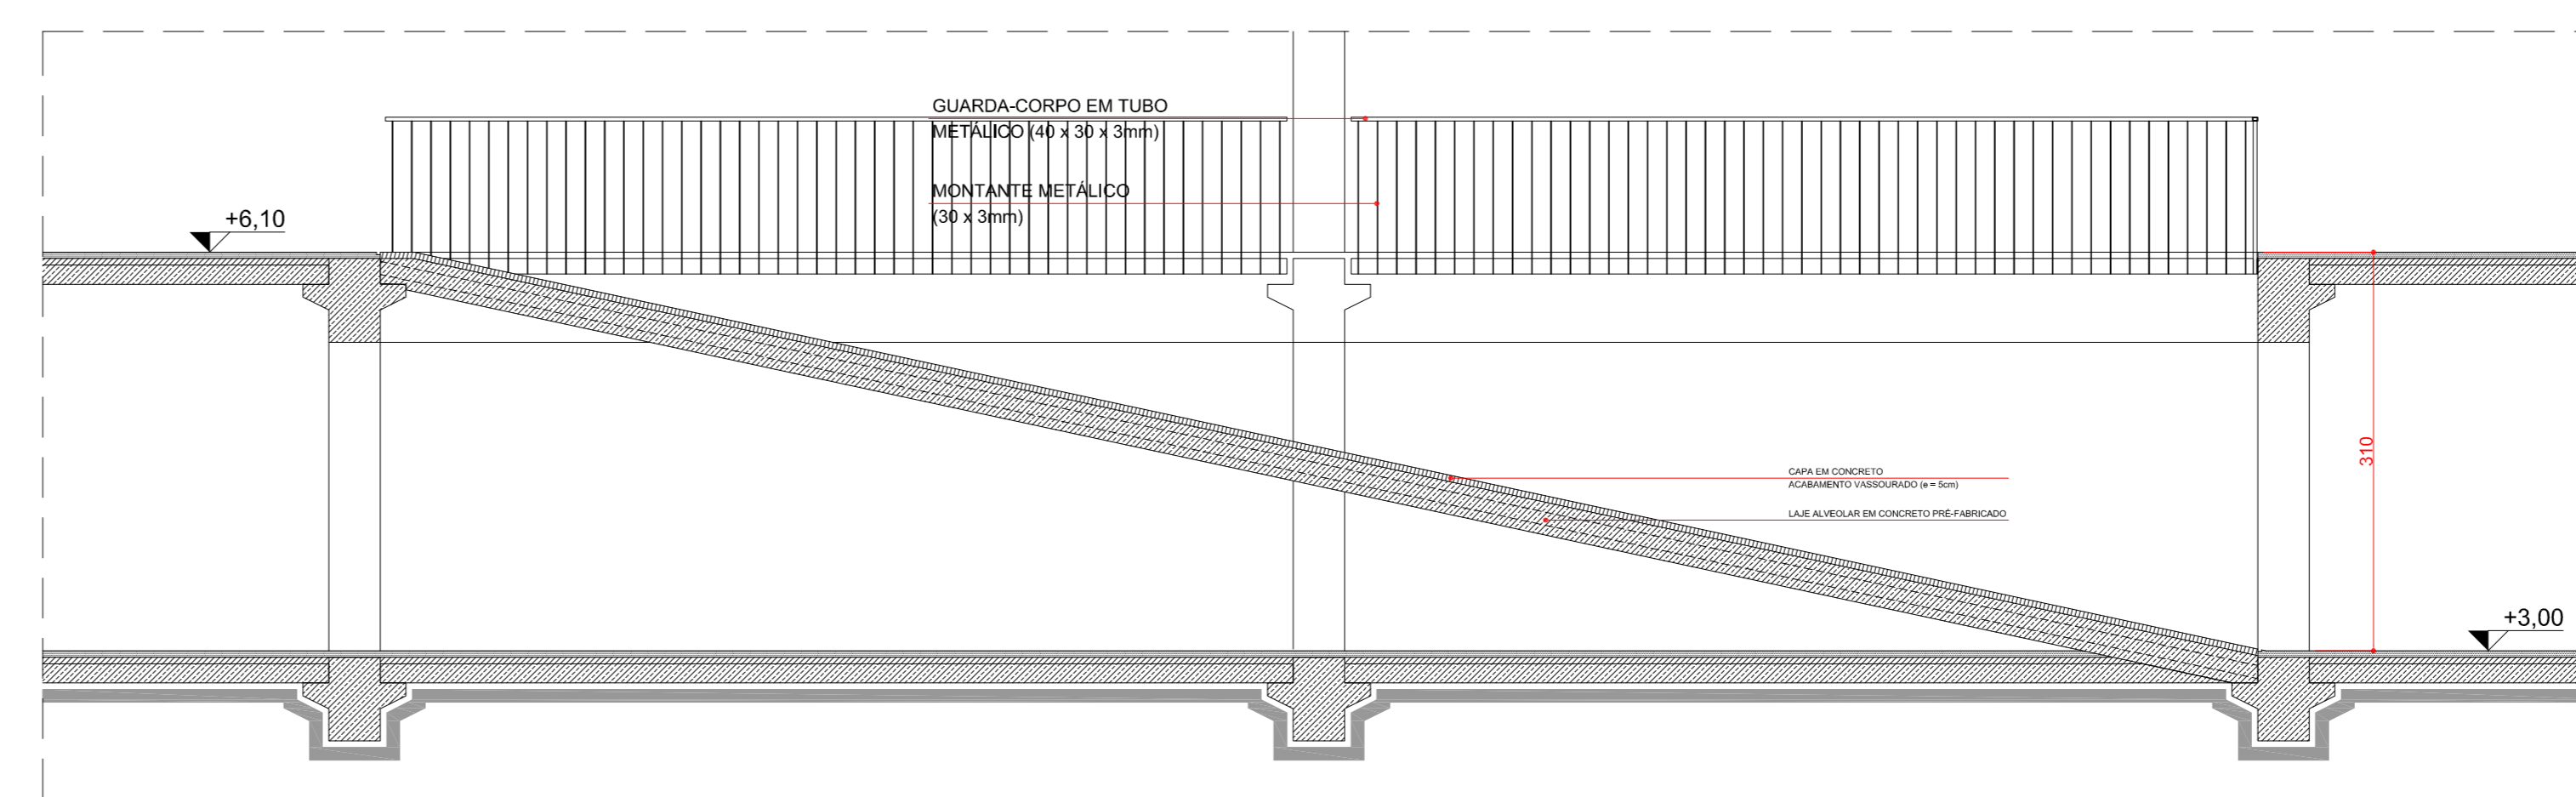 GUARDA-CORPO EM TUBO
METÁLICO (40 x 30 x 3mm)
MONTANTE METÁLICO
(30 x 3mm)
+6,10
310
CAPA EM CONCRETO
ACABAMENTO VASSOURADO (e = 5cm)
LAJE ALVEOLAR EM CONCRETO PRÉ-FABRICADO
+3,00